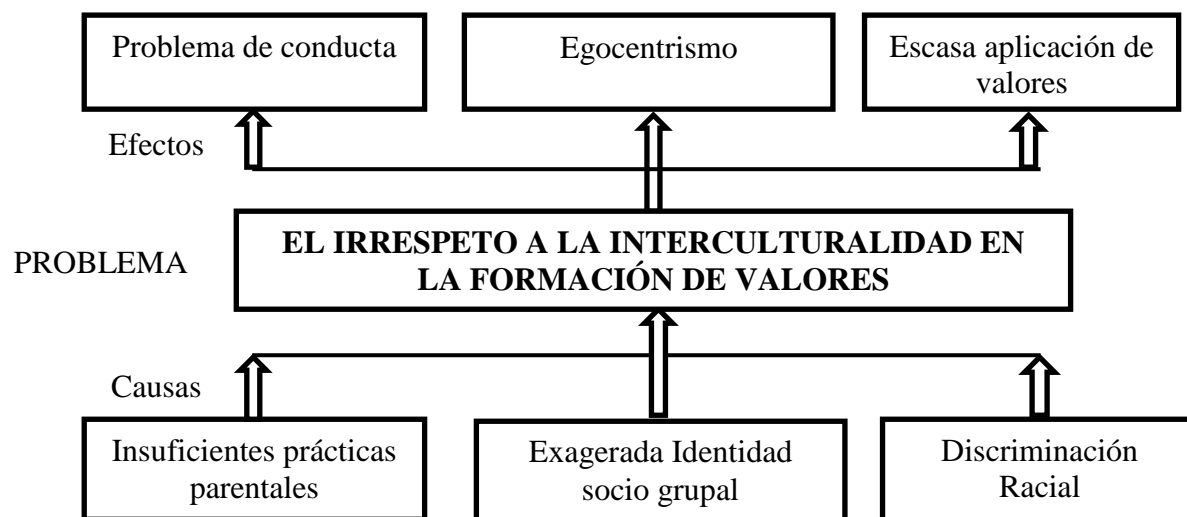 Problema de conducta
Egocentrismo
Escasa aplicación de
valores
Efectos
PROBLEMA
EL IRRESPETO A LA INTERCULTURALIDAD EN
LA FORMACIÓN DE VALORES
Causas
Insuficientes prácticas
parentales
Exagerada Identidad
socio grupal
Discriminación
Racial